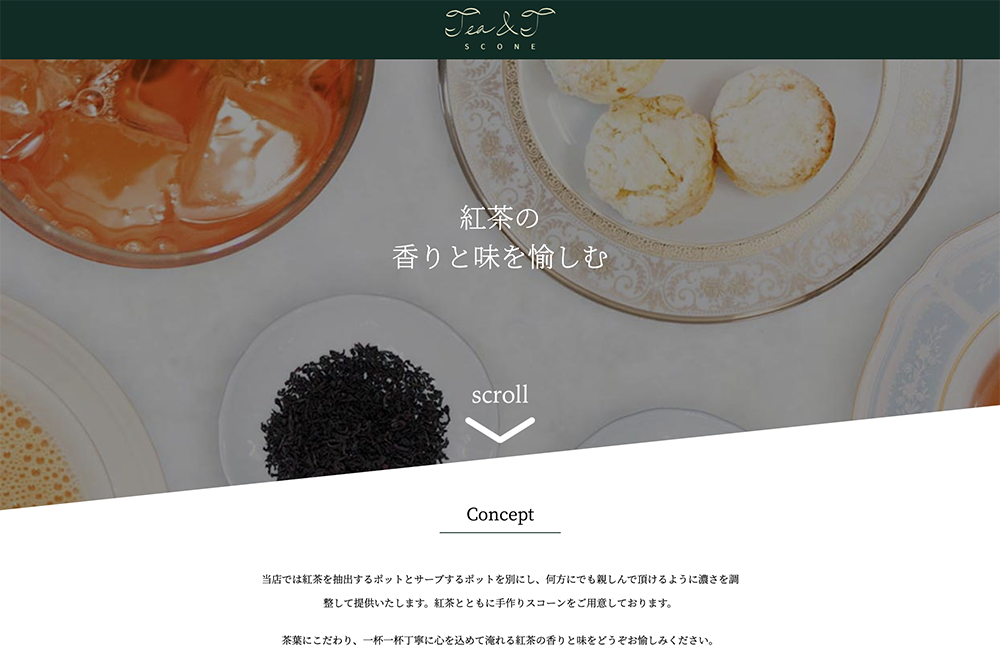 Tea & T
SCONE
紅茶の
香りと味を愉しむ
scroll
Concept
当店では紅茶を抽出するポットとサーブするポットを別にし、何方にでも親しんで頂けるように濃さを調
整して提供いたします。紅茶とともに手作りスコーンをご用意しております。
茶葉にこだわり、一杯一杯丁寧に心を込めて淹れる紅茶の香りと味をどうぞお愉しみください。